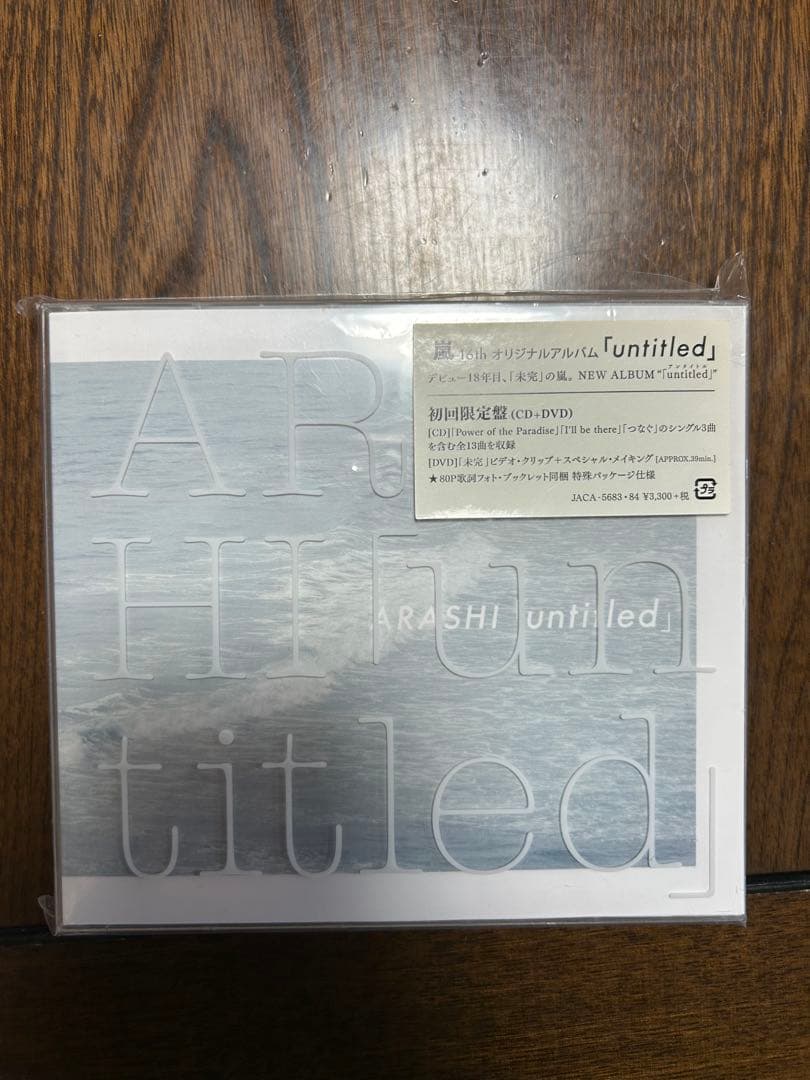 嵐 16th オリジナルアルバム「untitled」
アンタイトル
デビュー18年目、「未完」の嵐。NEW ALBUM “「untitled」”
初回限定盤(CD+DVD)
[CD]「Power of the Paradise」「I'll be there」「つなぐ」のシングル3曲
を含む全13曲を収録
[DVD]「未完」ビデオ・クリップ+スペシャル・メイキング [APPROX.39min.]
★80P歌詞フォト・ブックレット同梱 特殊パッケージ仕様
JACA-5683・84 ¥3,300+税 プラ
AR
HI「un
titled」
ARASHI「untitled」